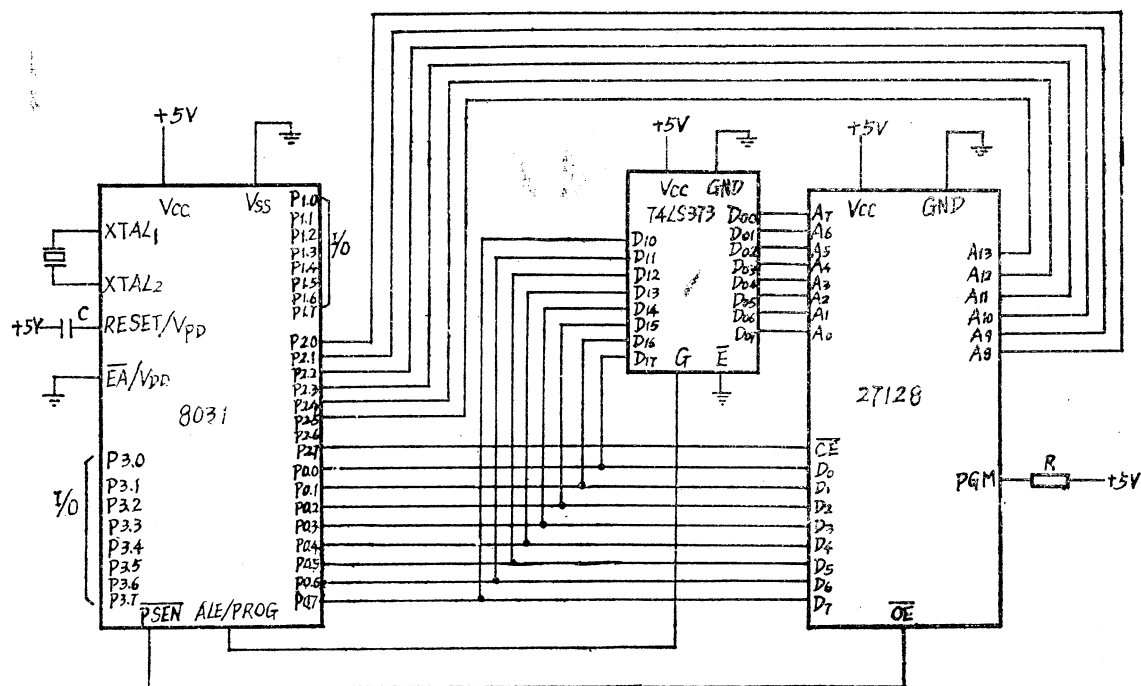 +5V
Vcc
Vss
XTAL1
XTAL2
+5V
C
RESET/VPD
EA/VDD
8031
I/O
P3.0
P3.1
P3.2
P3.3
P3.4
P3.5
P3.6
P3.7
PSEN
ALE/PROG
P1.0
P1.1
P1.2
P1.3
P1.4
P1.5
P1.6
P1.7
I/O
P2.0
P2.1
P2.2
P2.3
P2.4
P2.5
P2.6
P2.7
P0.0
P0.1
P0.2
P0.3
P0.4
P0.5
P0.6
P0.7
+5V
Vcc
GND
74LS373
D10
D11
D12
D13
D14
D15
D16
D17
D00
D01
D02
D03
D04
D05
D06
D07
G
E
+5V
Vcc
GND
A7
A6
A5
A4
A3
A2
A1
A0
A13
A12
A11
A10
A9
A8
27128
CE
D0
D1
D2
D3
D4
D5
D6
D7
PGM
R
+5V
OE